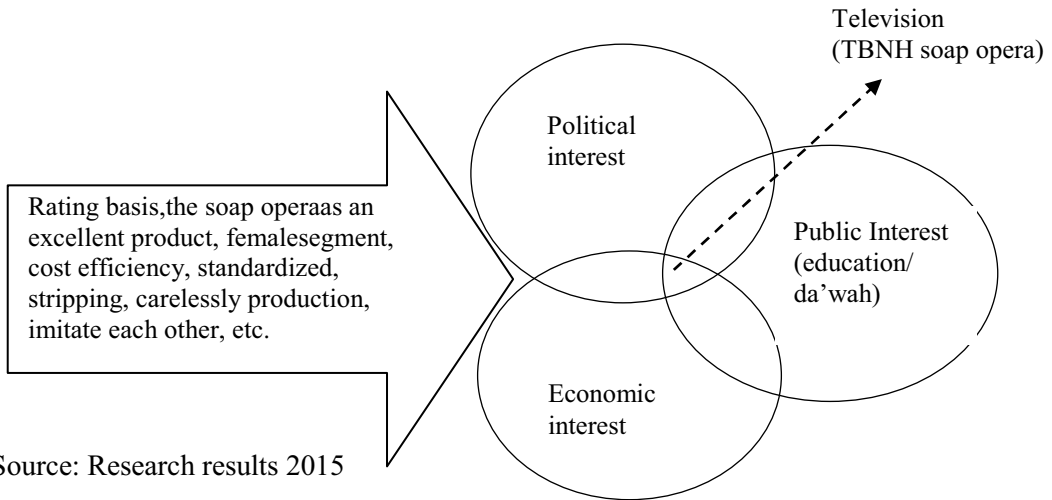 Television
(TBNH soap opera)
Political
interest
Rating basis,the soap operaas an
excellent product, femalesegment,
cost efficiency, standardized,
stripping, carelessly production,
imitate each other, etc.
Public Interest
(education/
da’wah)
Economic
interest
Source: Research results 2015